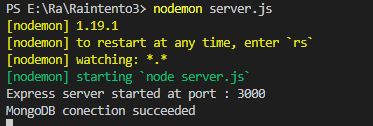 PS E:\Ra\Raintento3> nodemon server.js
[nodemon] 1.19.1
[nodemon] to restart at any time, enter `rs`
[nodemon] watching: *.*
[nodemon] starting `node server.js`
Express server started at port : 3000
MongoDB conection succeeded